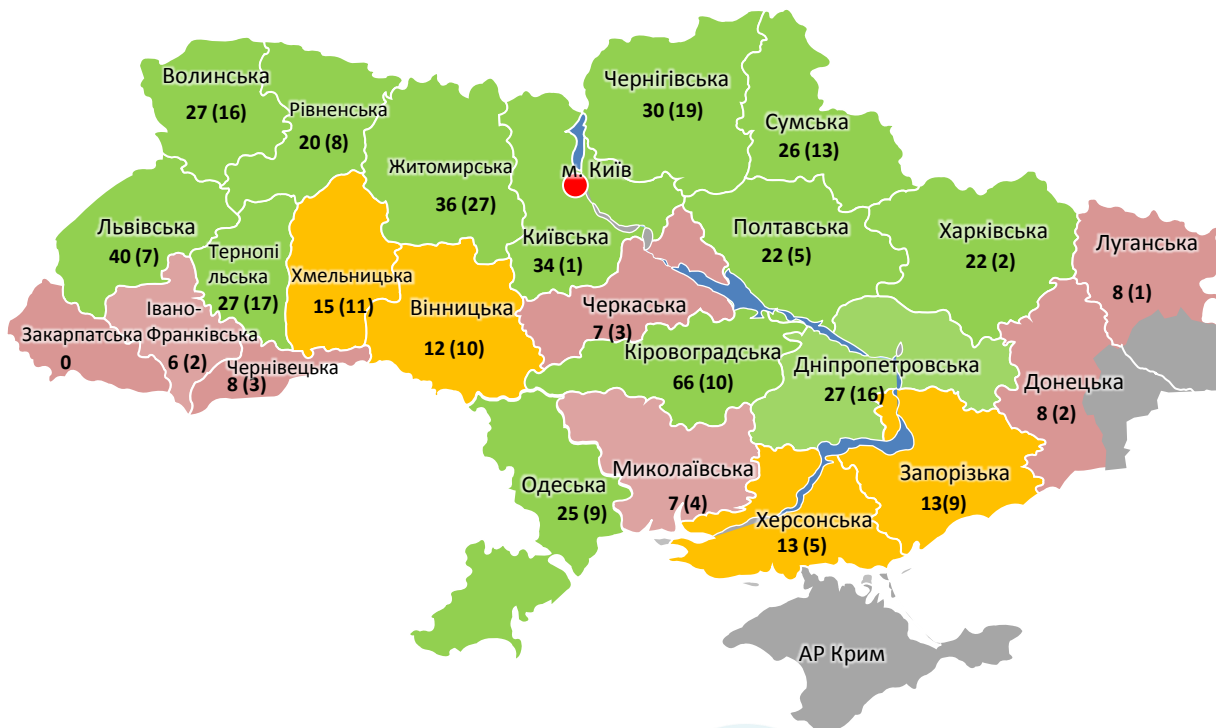 Волинська
27 (16)
Рівненська
20 (8)
Житомирська
36 (27)
м. Київ
Київська
34 (1)
Чернігівська
30 (19)
Сумська
26 (13)
Львівська
40 (7)
Тернопі
льська
27 (17)
Хмельницька
15 (11)
Вінницька
12 (10)
Черкаська
7 (3)
Полтавська
22 (5)
Харківська
22 (2)
Луганська
8 (1)
Закарпатська
0
Івано-
Франківська
6 (2)
Чернівецька
8 (3)
Кіровоградська
66 (10)
Дніпропетровська
27 (16)
Донецька
8 (2)
Одеська
25 (9)
Миколаївська
7 (4)
Херсонська
13 (5)
Запорізька
13(9)
АР Крим